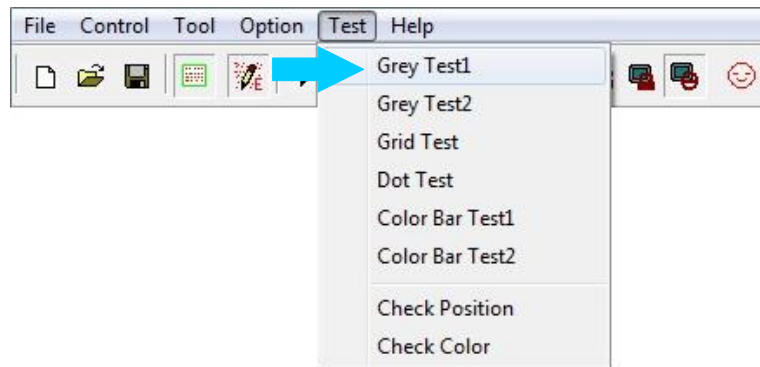 File Control Tool Option Test Help
E
Grey Test1
Grey Test2
Grid Test
Dot Test
Color Bar Test1
Color Bar Test2
Check Position
Check Color